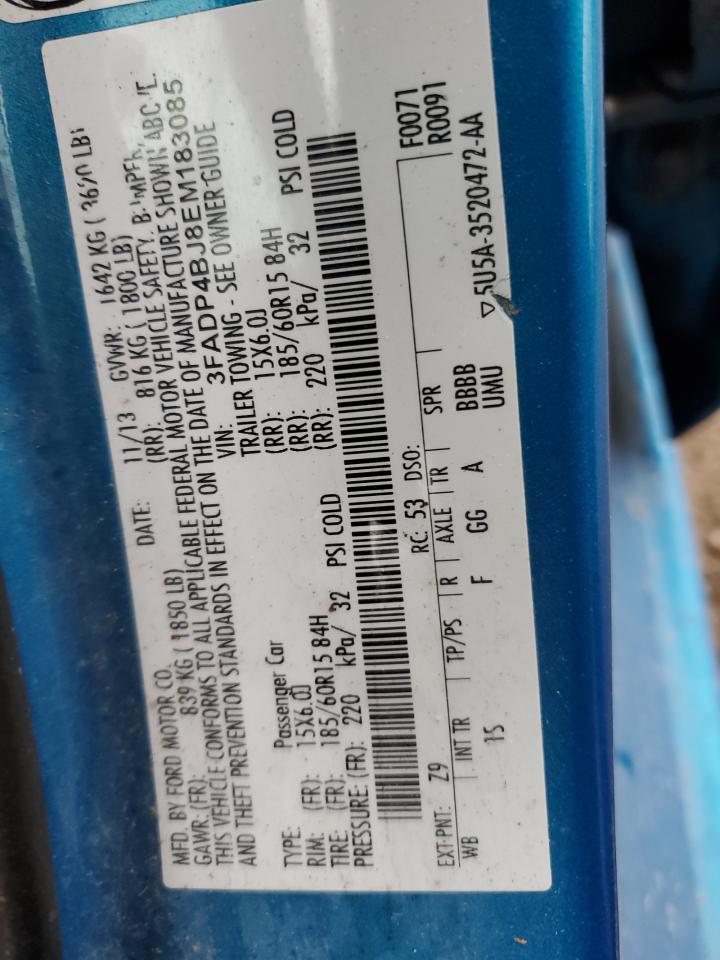 MFD. BY FORD MOTOR CO. DATE: 11/13 GVWR: 1642 KG ( LB)
GAWR: (FR): 839 KG ( 1850 LB) (RR): 816 KG ( 1800 LB)
THIS VEHICLE CONFORMS TO ALL APPLICABLE FEDERAL MOTOR VEHICLE SAFETY,
AND THEFT PREVENTION STANDARDS IN EFFECT ON THE DATE OF MANUFACTURE SHOWN
VIN: 3FADP4BJ8EM183085
TYPE: Passenger Car TRAILER TOWING - SEE OWNER GUIDE
RIM: (FR): 15X6.0J (RR): 15X6.0J
TIRE: (FR): 185/60R15 84H (RR): 185/60R15 84H
PRESSURE: (FR): 220 kPa/ 32 PSI COLD (RR): 220 kPa/ 32 PSI COLD
F0071
EXT PNT: Z9 RC: 53 DSO: R0091
WB INT TR TP/PS R AXLE TR SPR
15 F GG A BBBB
UMU
5U5A-3520472-AA